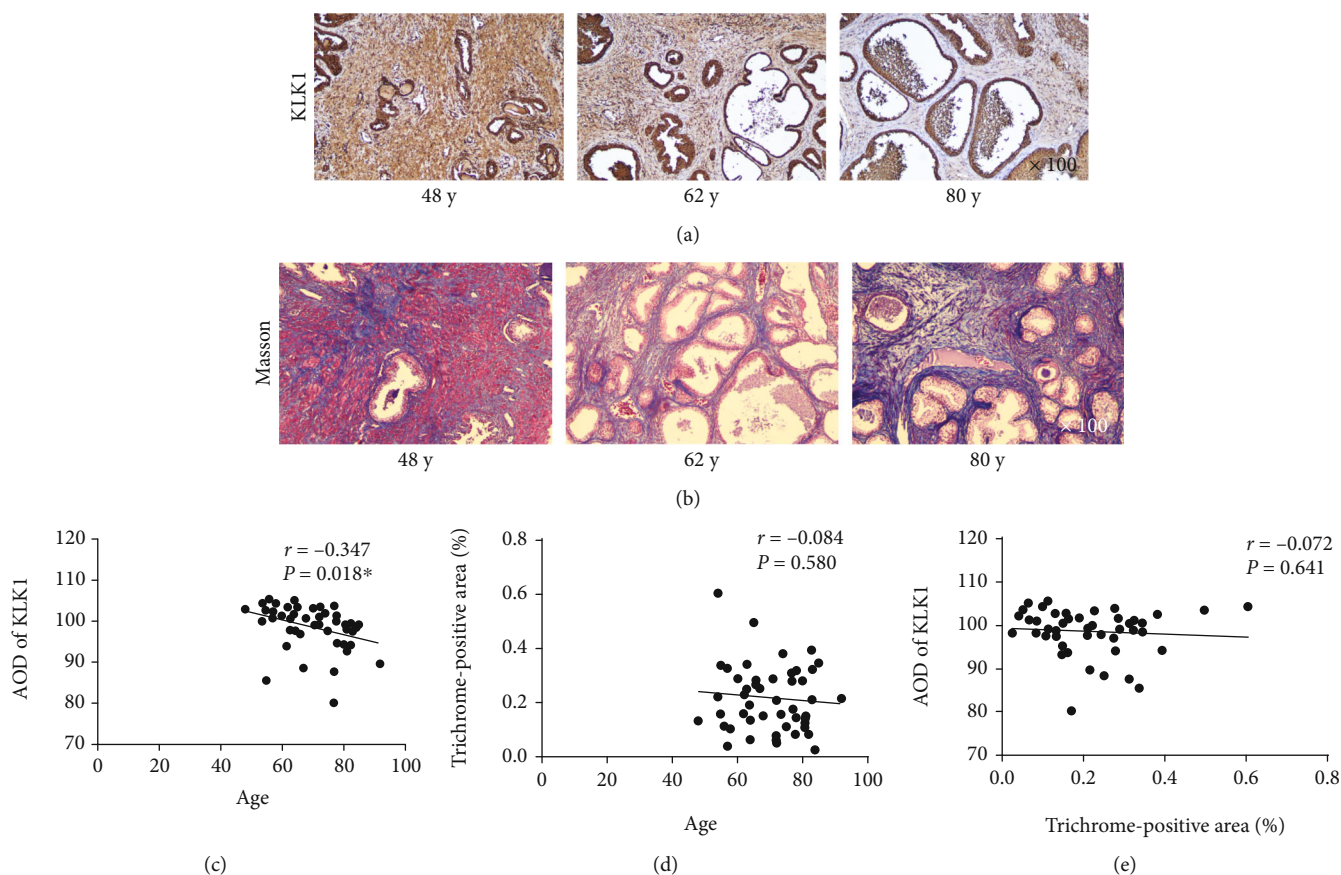 KLK1
× 100
48 y
62 y
80 y
(a)
Masson
× 100
48 y
62 y
80 y
(b)
120
110
100
90
80
70
0
20
40
60
80
100
AOD of KLK1
Age
r = –0.347
P = 0.018*
(c)
0.8
0.6
0.4
0.2
0.0
0
20
40
60
80
100
Trichrome-positive area (%)
Age
r = –0.084
P = 0.580
(d)
120
110
100
90
80
70
0.0
0.2
0.4
0.6
0.8
AOD of KLK1
Trichrome-positive area (%)
r = –0.072
P = 0.641
(e)